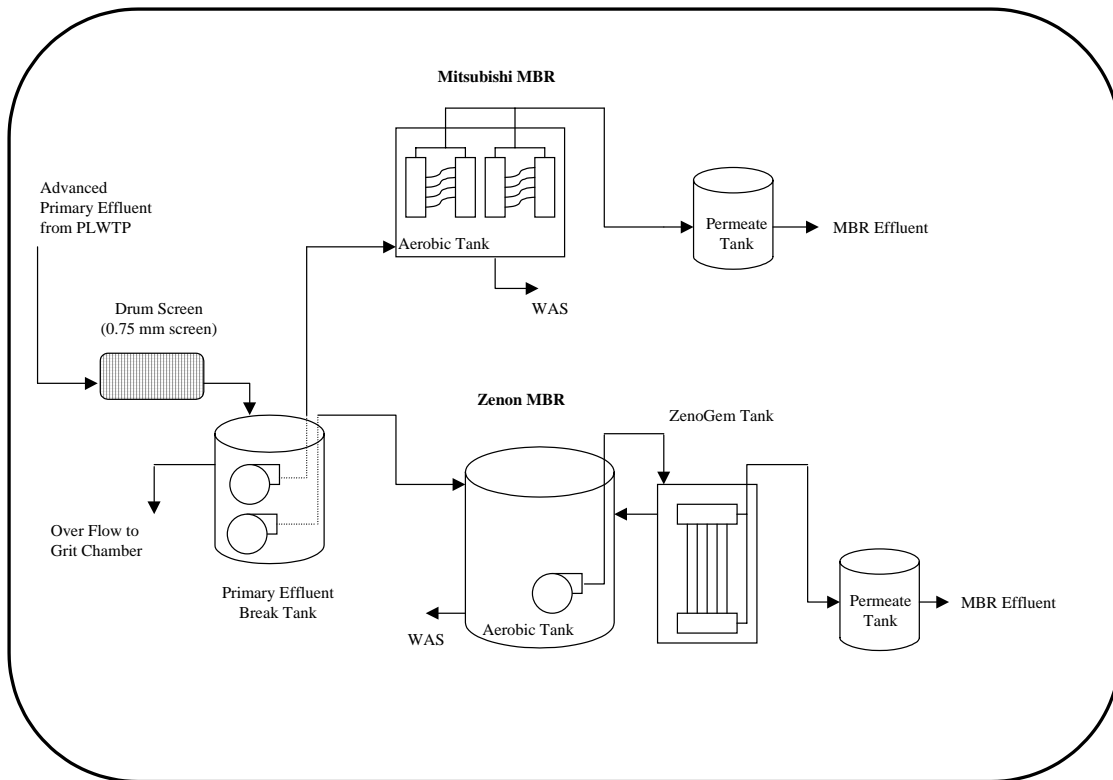 Mitsubishi MBR
Advanced
Primary Effluent
from PLWTP
Aerobic Tank
Permeate
Tank
MBR Effluent
WAS
Drum Screen
(0.75 mm screen)
Zenon MBR
ZenoGem Tank
Over Flow to
Grit Chamber
Primary Effluent
Break Tank
WAS
Aerobic Tank
Permeate
Tank
MBR Effluent